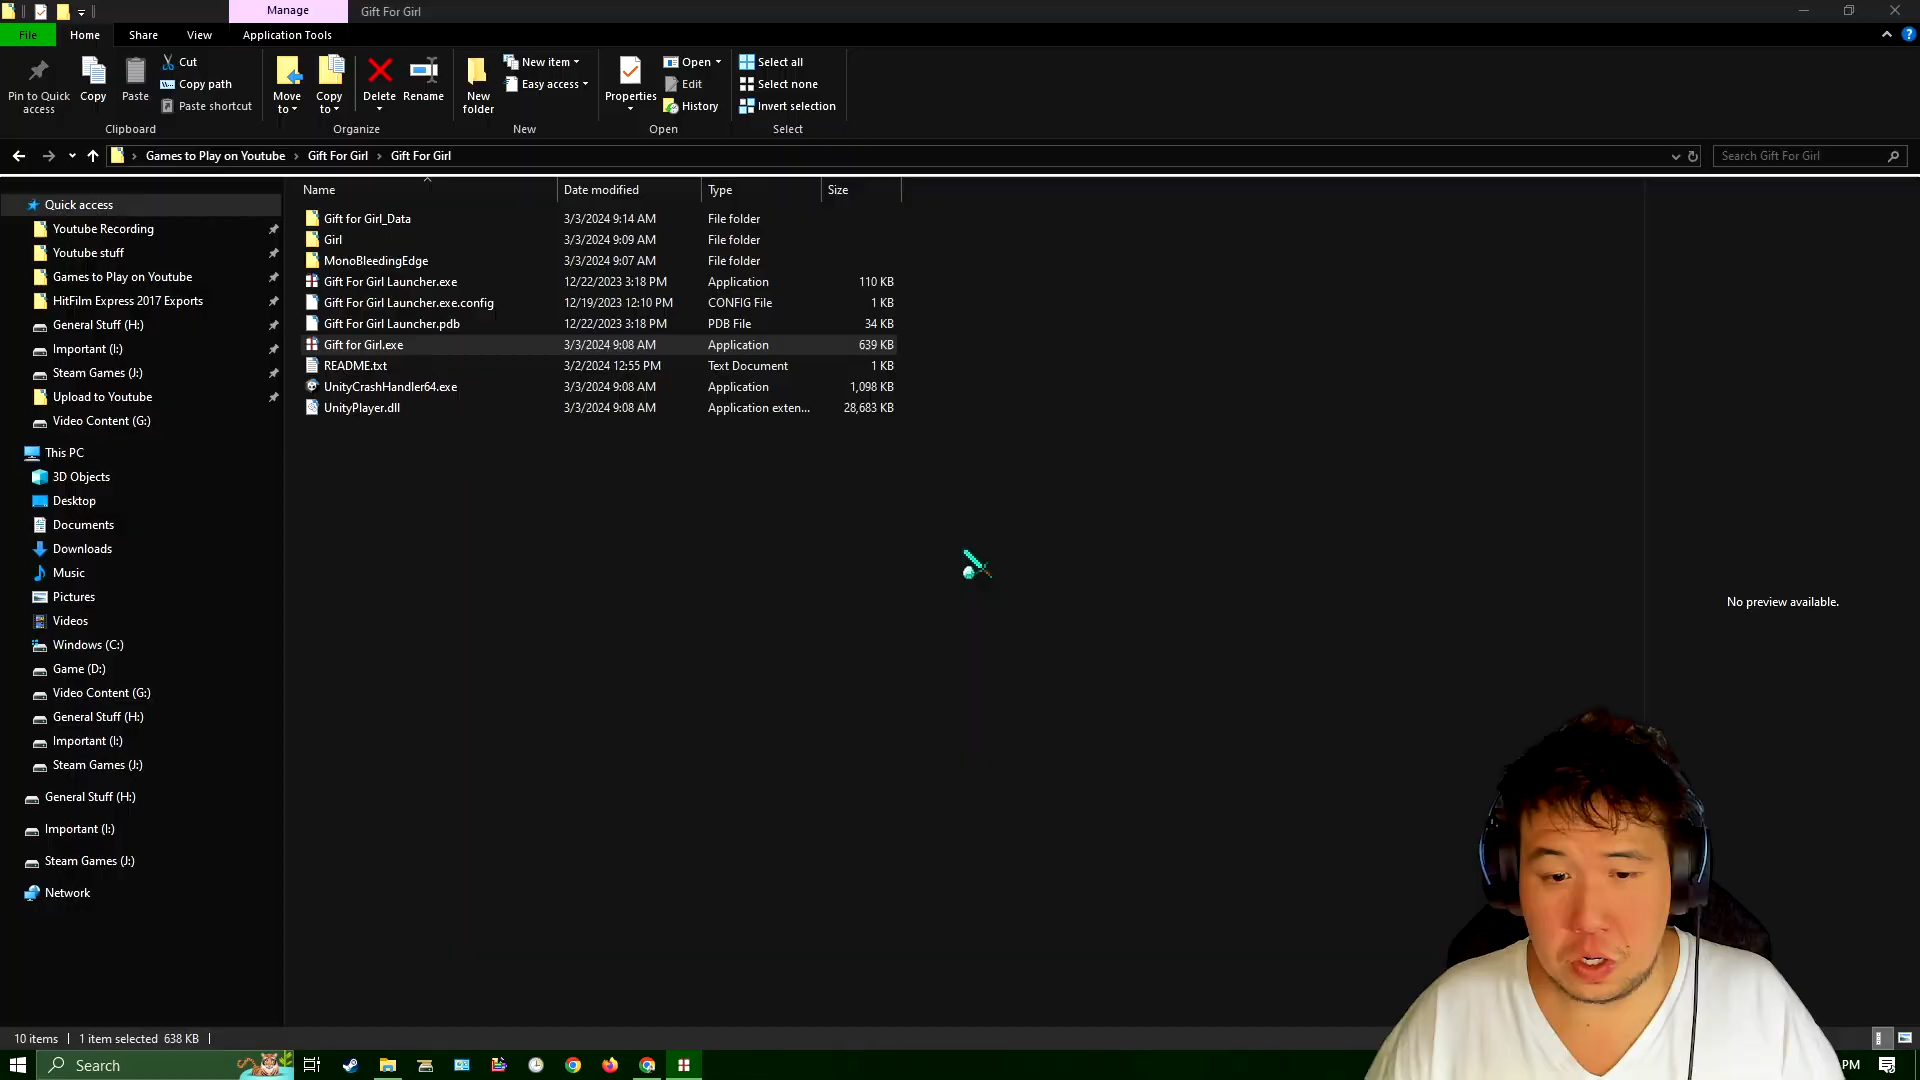 Manage
Gift For Girl
File
Home
Share
View
Application Tools
Pin to Quick access
Copy
Paste
Cut
Copy path
Paste shortcut
Move to
Copy to
Delete
Rename
New folder
New item
Easy access
Properties
Open
Edit
History
Select all
Select none
Invert selection
Clipboard
Organize
New
Open
Select
Games to Play on Youtube > Gift For Girl > Gift For Girl
Search Gift For Girl
Name Date modified Type Size
Gift for Girl_Data 3/3/2024 9:14 AM File folder
Girl 3/3/2024 9:09 AM File folder
MonoBleedingEdge 3/3/2024 9:07 AM File folder
Gift For Girl Launcher.exe 12/22/2023 3:18 PM Application 110 KB
Gift For Girl Launcher.exe.config 12/19/2023 12:10 PM CONFIG File 1 KB
Gift For Girl Launcher.pdb 12/22/2023 3:18 PM PDB File 34 KB
Gift for Girl.exe 3/3/2024 9:08 AM Application 639 KB
README.txt 3/2/2024 12:55 PM Text Document 1 KB
UnityCrashHandler64.exe 3/3/2024 9:08 AM Application 1,098 KB
UnityPlayer.dll 3/3/2024 9:08 AM Application exten... 28,683 KB
Quick access
Youtube Recording
Youtube stuff
Games to Play on Youtube
HitFilm Express 2017 Exports
General Stuff (H:)
Important (I:)
Steam Games (J:)
Upload to Youtube
Video Content (G:)
This PC
3D Objects
Desktop
Documents
Downloads
Music
Pictures
Videos
Windows (C:)
Game (D:)
Video Content (G:)
General Stuff (H:)
Important (I:)
Steam Games (J:)
General Stuff (H:)
Important (I:)
Steam Games (J:)
Network
No preview available.
10 items
1 item selected 638 KB
Search
PM